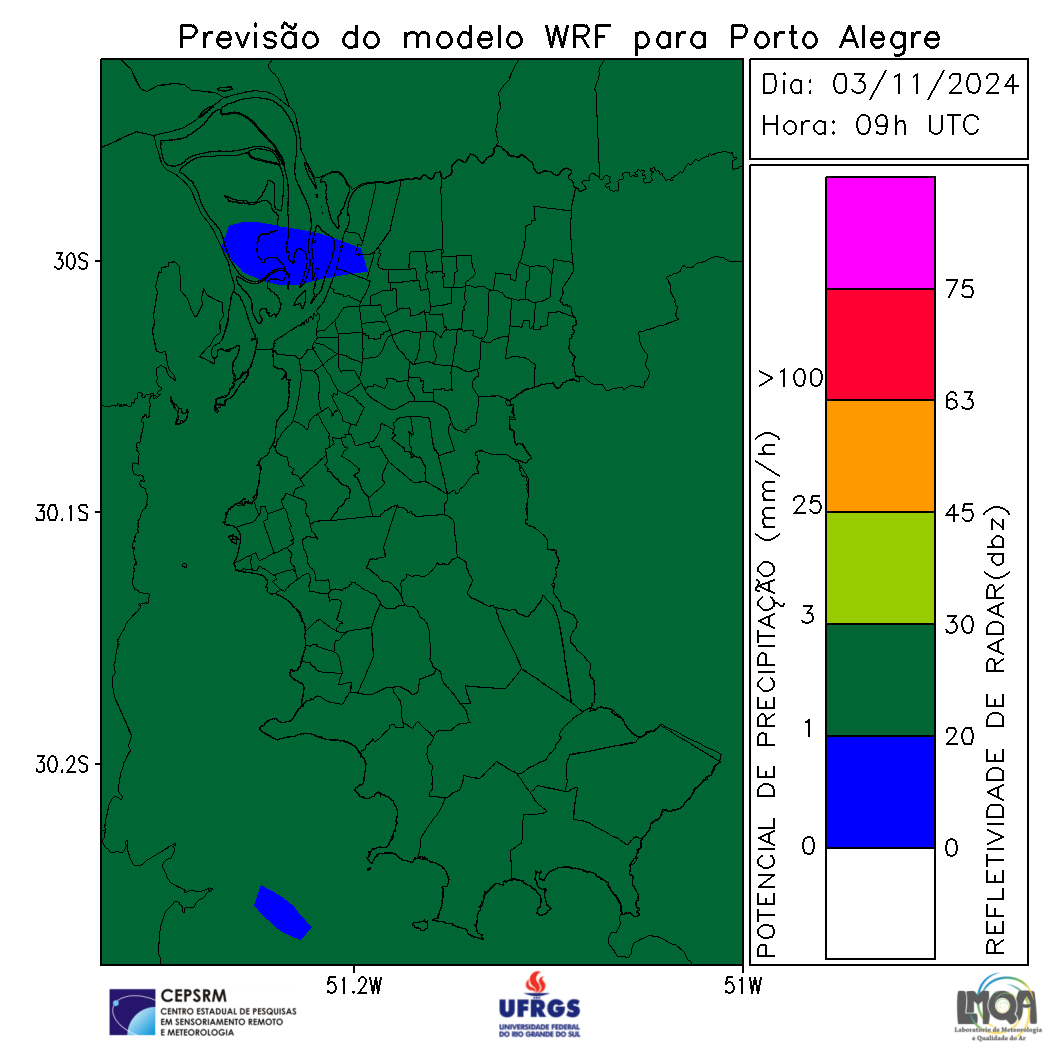 Previsão do modelo WRF para Porto Alegre
Dia: 03/11/2024
Hora: 09h UTC
30S
30.1S
30.2S
51.2W
51W
POTENCIAL DE PRECIPITAÇÃO (mm/h)
>100
25
3
1
0
75
63
45
30
20
0
REFLETIVIDADE DE RADAR(dbz)
CEPSRM
CENTRO ESTADUAL DE PESQUISAS
EM SENSORIAMENTO REMOTO
E METEOROLOGIA
UFRGS
UNIVERSIDADE FEDERAL
DO RIO GRANDE DO SUL
LMQA
Laboratório de Meteorologia
e Qualidade do Ar